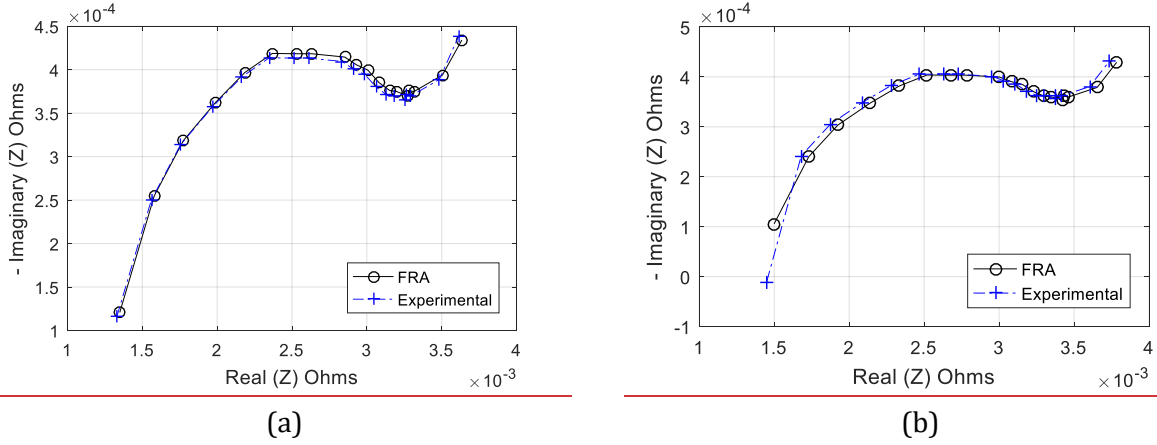 ×10⁻⁴
4.5
4
3.5
3
2.5
2
1.5
1
- Imaginary (Z) Ohms
FRA
Experimental
1 1.5 2 2.5 3 3.5 4
Real (Z) Ohms
×10⁻³
(a)
×10⁻⁴
5
4
3
4
2
1
0
-1
- Imaginary (Z) Ohms
FRA
Experimental
1 1.5 2 2.5 3 3.5 4
Real (Z) Ohms
×10⁻³
(b)